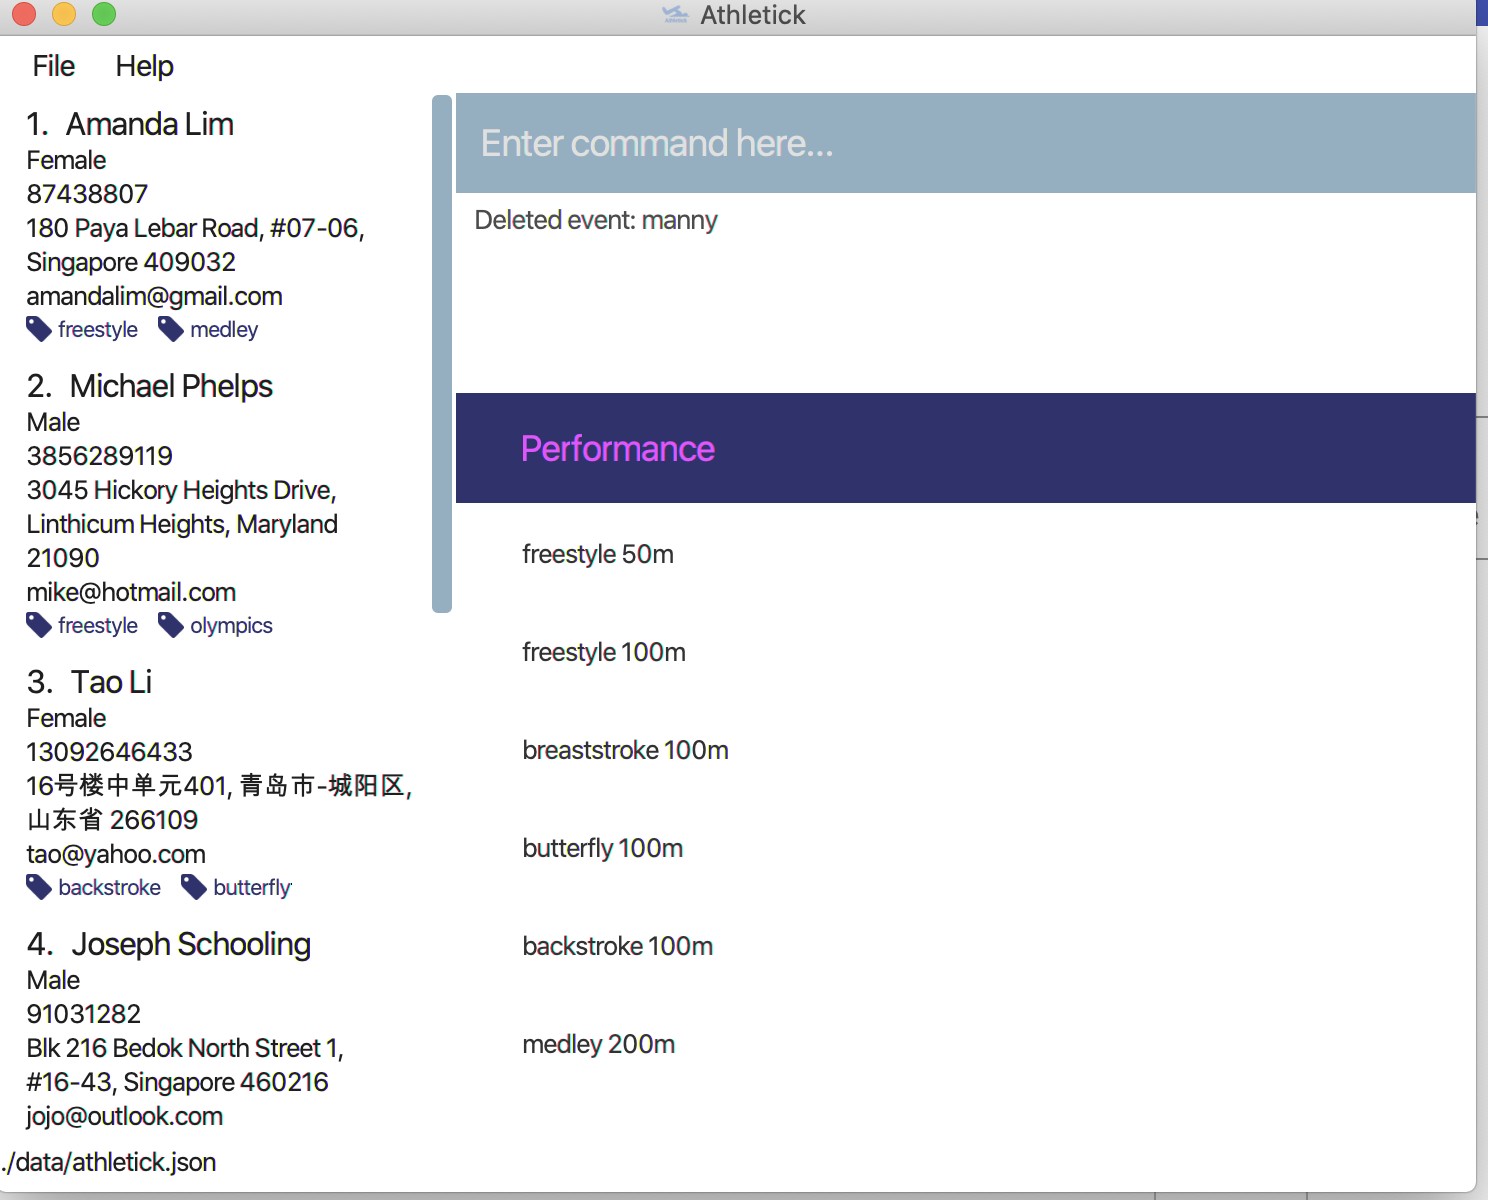 Athletick
File Help
1. Amanda Lim
Female
87438807
180 Paya Lebar Road, #07-06,
Singapore 409032
amandalim@gmail.com
freestyle medley
2. Michael Phelps
Male
3856289119
3045 Hickory Heights Drive,
Linthicum Heights, Maryland
21090
mike@hotmail.com
freestyle olympics
3. Tao Li
Female
13092646433
16号楼中单元401, 青岛市-城阳区,
山东省 266109
tao@yahoo.com
backstroke butterfly
4. Joseph Schooling
Male
91031282
Blk 216 Bedok North Street 1,
#16-43, Singapore 460216
jojo@outlook.com
Enter command here...
Deleted event: manny
Performance
freestyle 50m
freestyle 100m
breaststroke 100m
butterfly 100m
backstroke 100m
medley 200m
./data/athletick.json